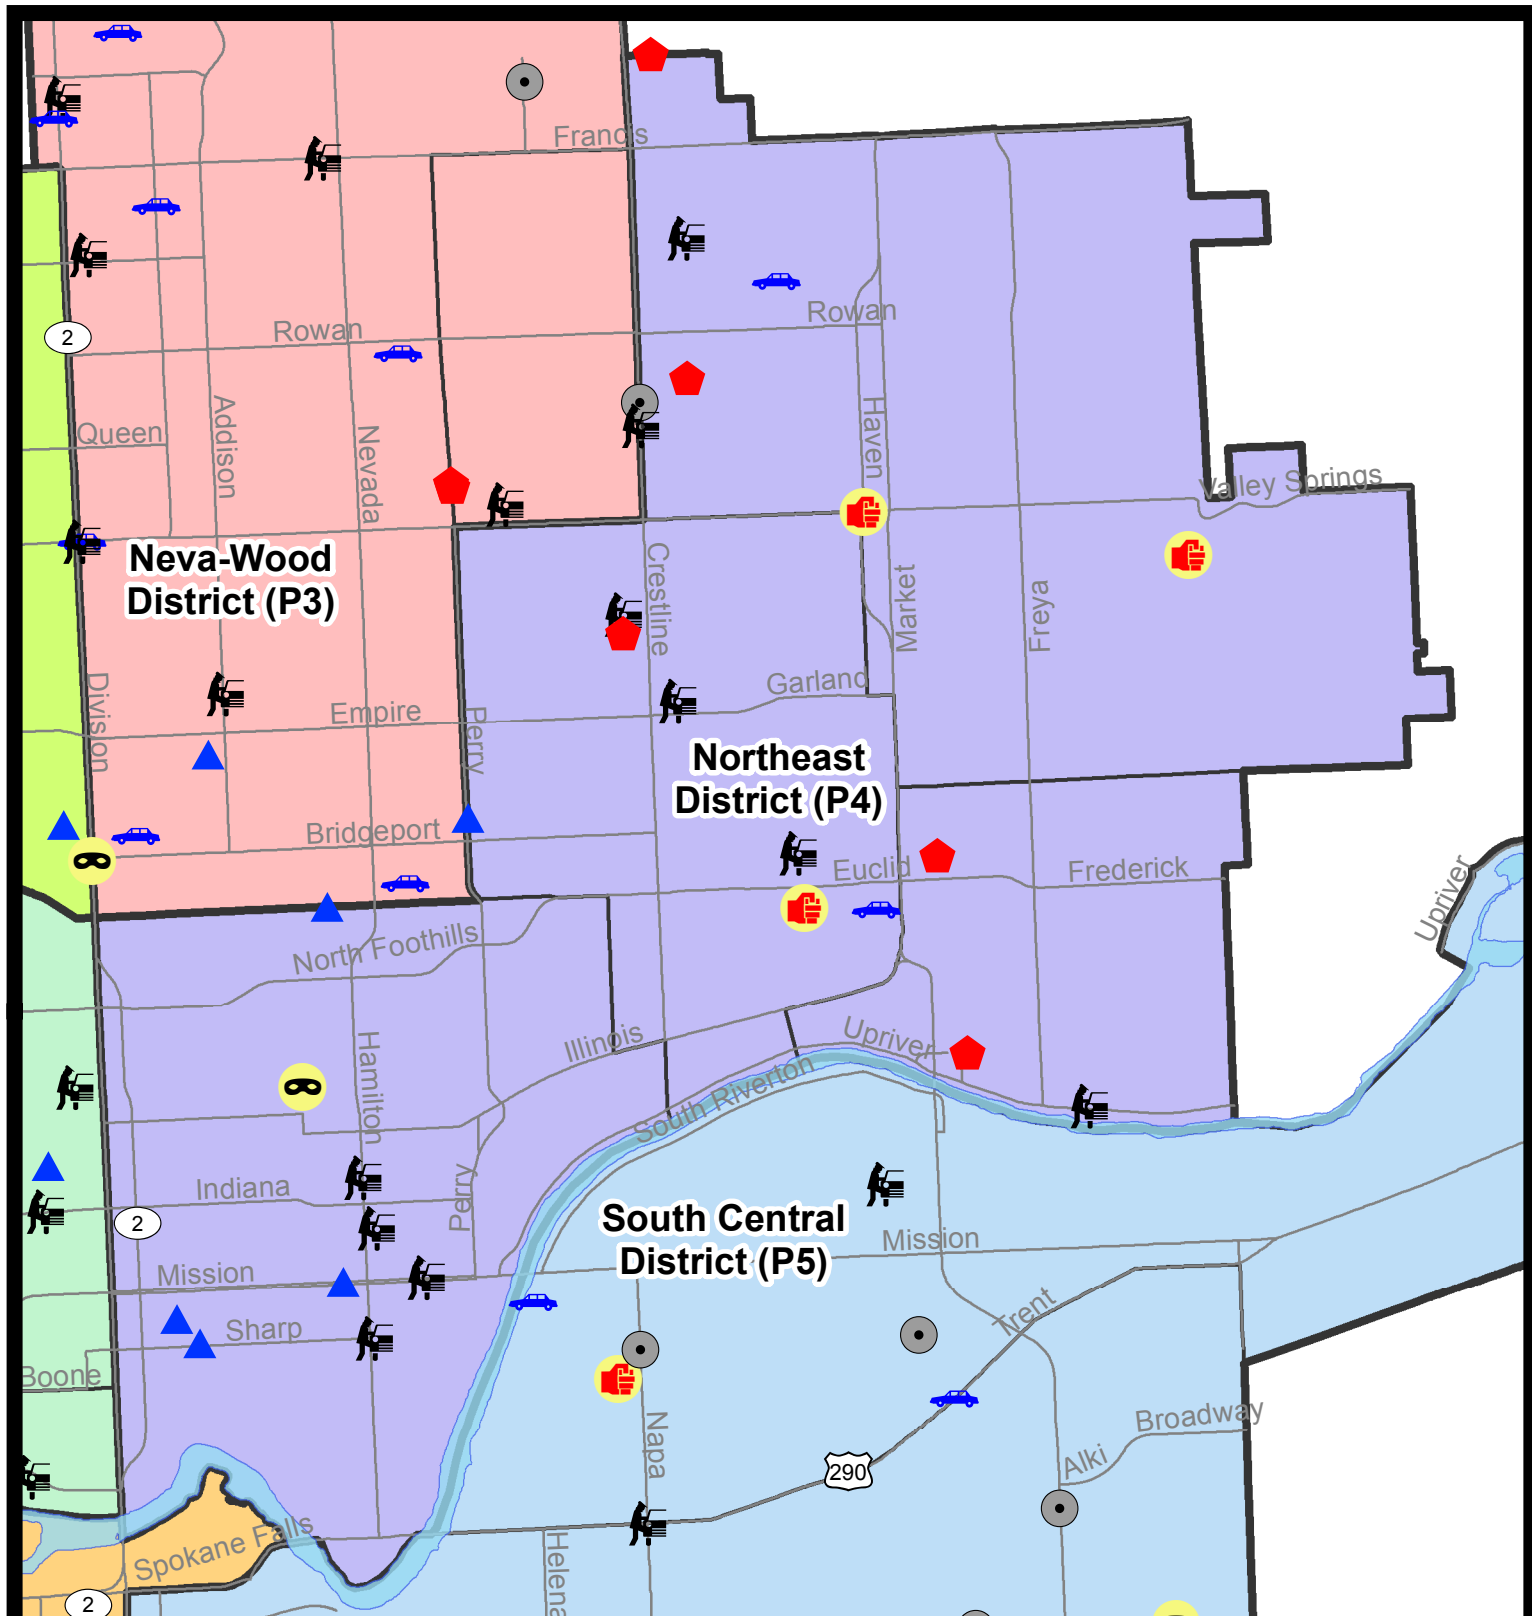 Francis
Rowan
Rowan
2
Queen
Addison
Nevada
Haven
Valley Springs
Neva-Wood
District (P3)
Crestline
Market
Freya
Division
Empire
Perry
Garland
Northeast
District (P4)
Bridgeport
Euclid
Frederick
Upriver
North Foothills
Illinois
Upriver
Hamilton
South Riverton
Indiana
Perry
2
South Central
District (P5)
Mission
Mission
Sharp
Trent
Boone
Napa
Broadway
Alki
290
Spokane Falls
Helena
2